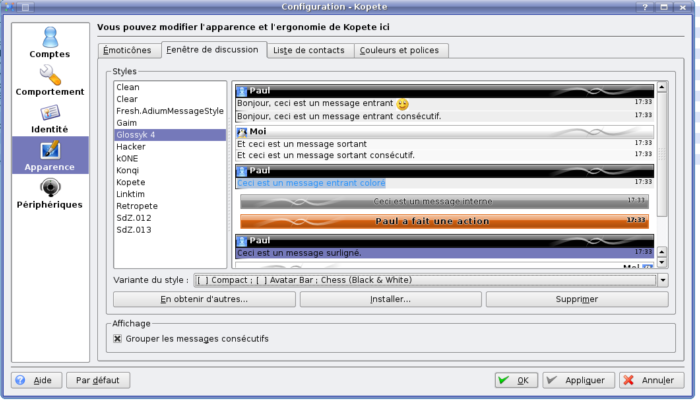 Configuration - Kopete
Vous pouvez modifier l'apparence et l'ergonomie de Kopete ici
Comptes
Comportement
Identité
Apparence
Périphériques
Émoticônes
Fenêtre de discussion
Liste de contacts
Couleurs et polices
Styles
Clean
Clear
Fresh.AdiumMessageStyle
Gaim
Glossyk 4
Hacker
kONE
Konqi
Kopete
Linktim
Retropete
SdZ.012
SdZ.013
Paul
Bonjour, ceci est un message entrant 17:33
Bonjour, ceci est un message entrant consécutif. 17:33
Moi
Et ceci est un message sortant 17:33
Et ceci est un message sortant consécutif. 17:33
Paul
Ceci est un message entrant coloré 17:33
Ceci est un message interne 17:33
Paul a fait une action 17:33
Paul
Ceci est un message surligné. 17:33
Moi
Variante du style : [ ] Compact ; [ ] Avatar Bar ; Chess (Black & White)
En obtenir d'autres...
Installer...
Supprimer
Affichage
Grouper les messages consécutifs
Aide
Par défaut
OK
Appliquer
Annuler